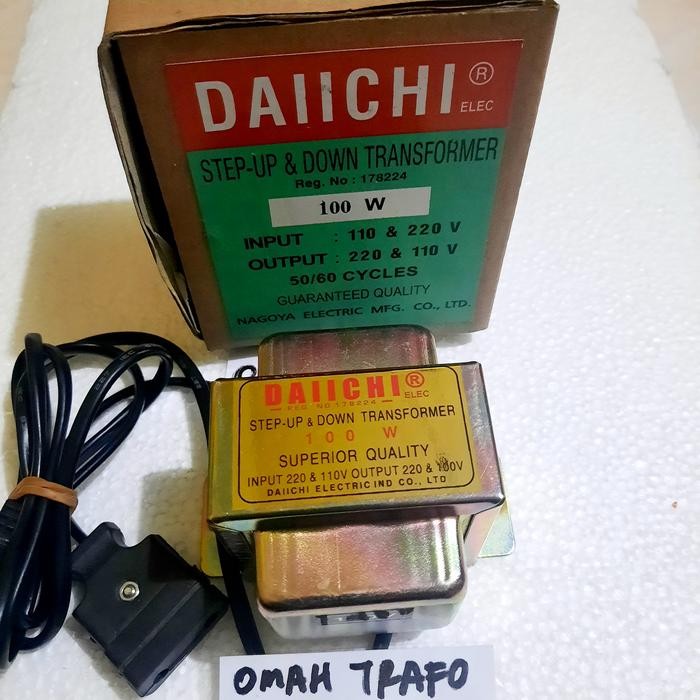 DAIICHI ®
ELEC
STEP-UP & DOWN TRANSFORMER
Reg. No : 178224
100 W
INPUT : 110 & 220 V
OUTPUT : 220 & 110 V
50/60 CYCLES
GUARANTEED QUALITY
NAGOYA ELECTRIC MFG. CO., LTD.
DAIICHI ®
ELEC
REG. NO 178224
STEP-UP & DOWN TRANSFORMER
100 W
SUPERIOR QUALITY
INPUT 220 & 110V OUTPUT 220 & 100V
DAIICHI ELECTRIC IND CO., LTD
OMAH TRAFO